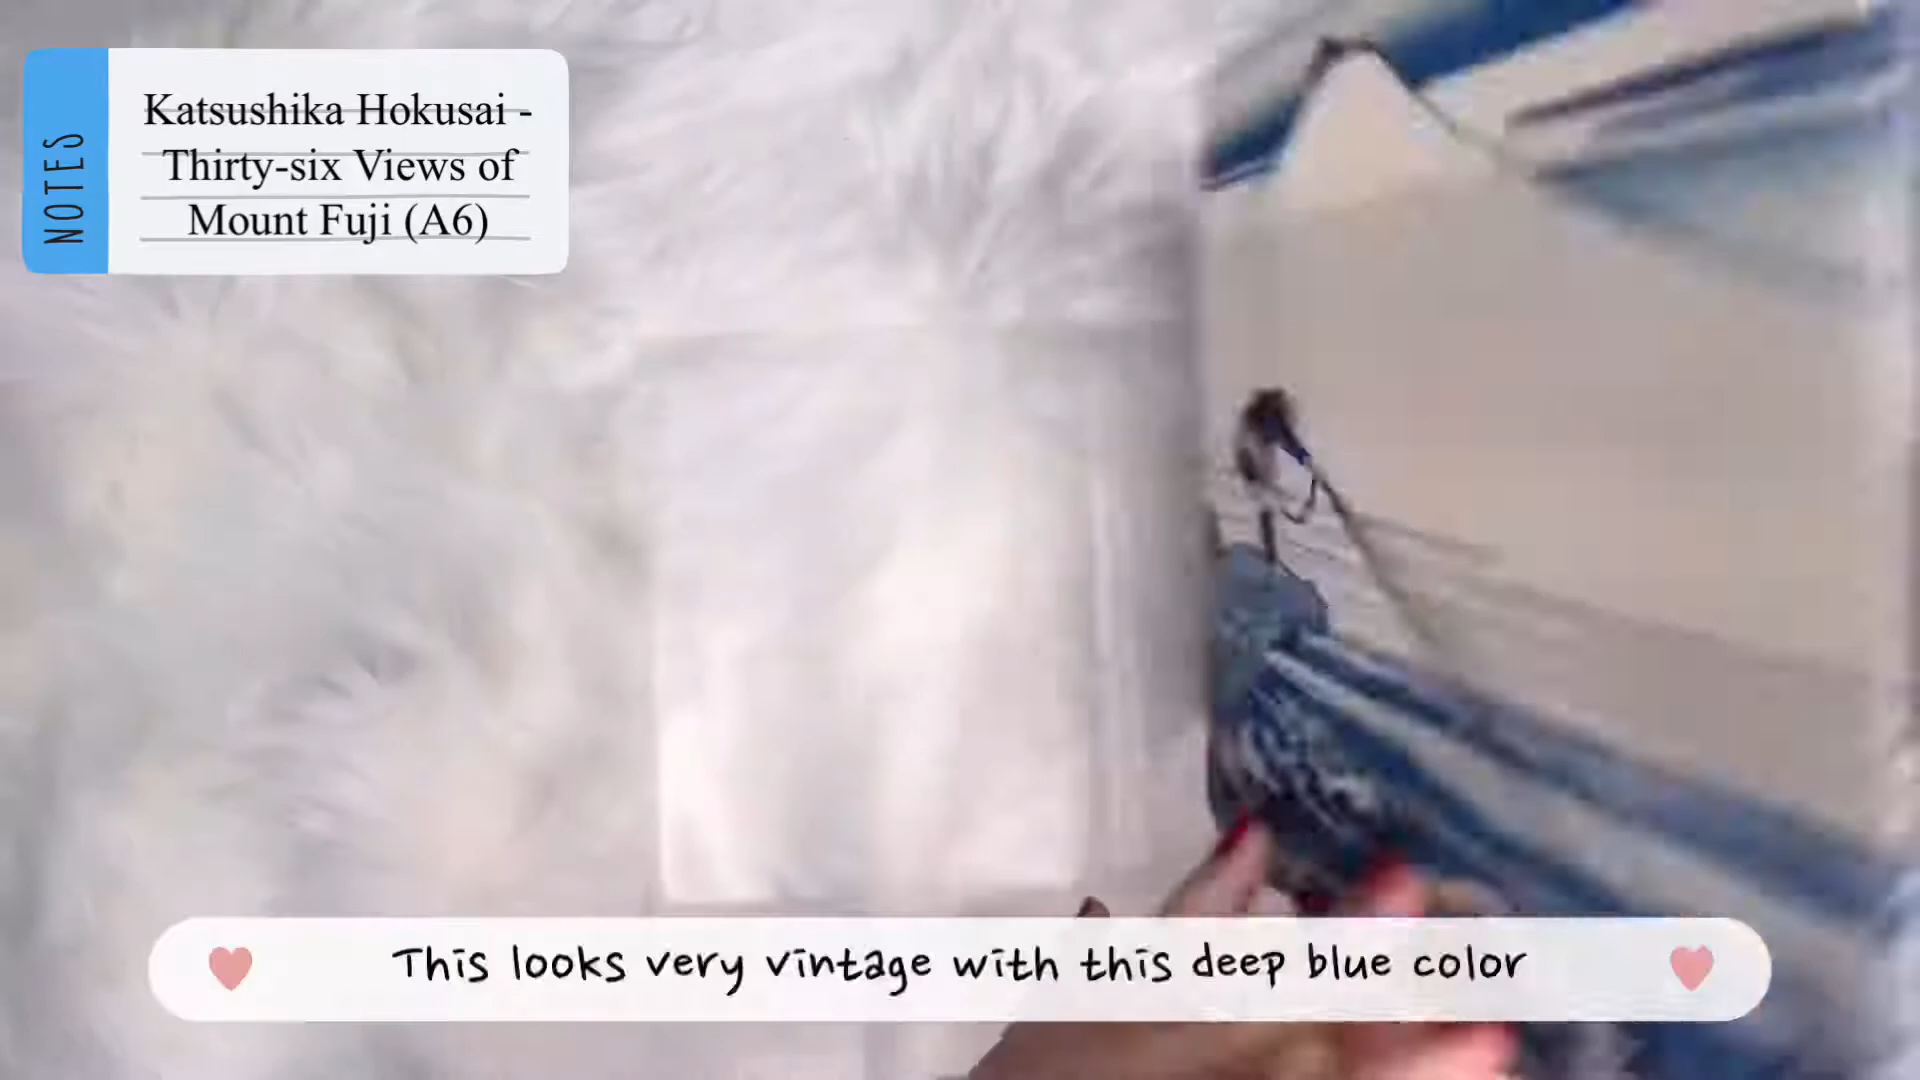 NOTES
Katsushika Hokusai -
Thirty-six Views of
Mount Fuji (A6)
This looks very vintage with this deep blue color